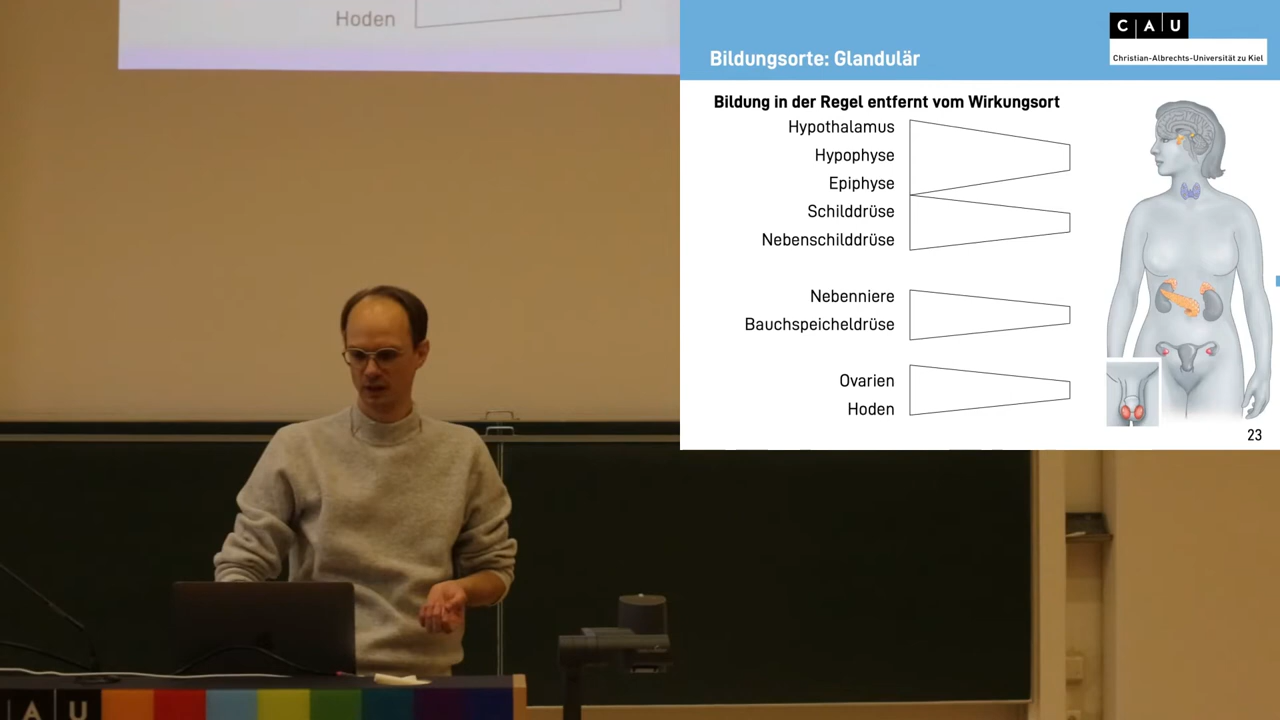 Hoden
Bildungsorte: Glandulär
C A U
Christian-Albrechts-Universität zu Kiel
Bildung in der Regel entfernt vom Wirkungsort
Hypothalamus
Hypophyse
Epiphyse
Schilddrüse
Nebenschilddrüse
Nebenniere
Bauchspeicheldrüse
Ovarien
Hoden
23
A U